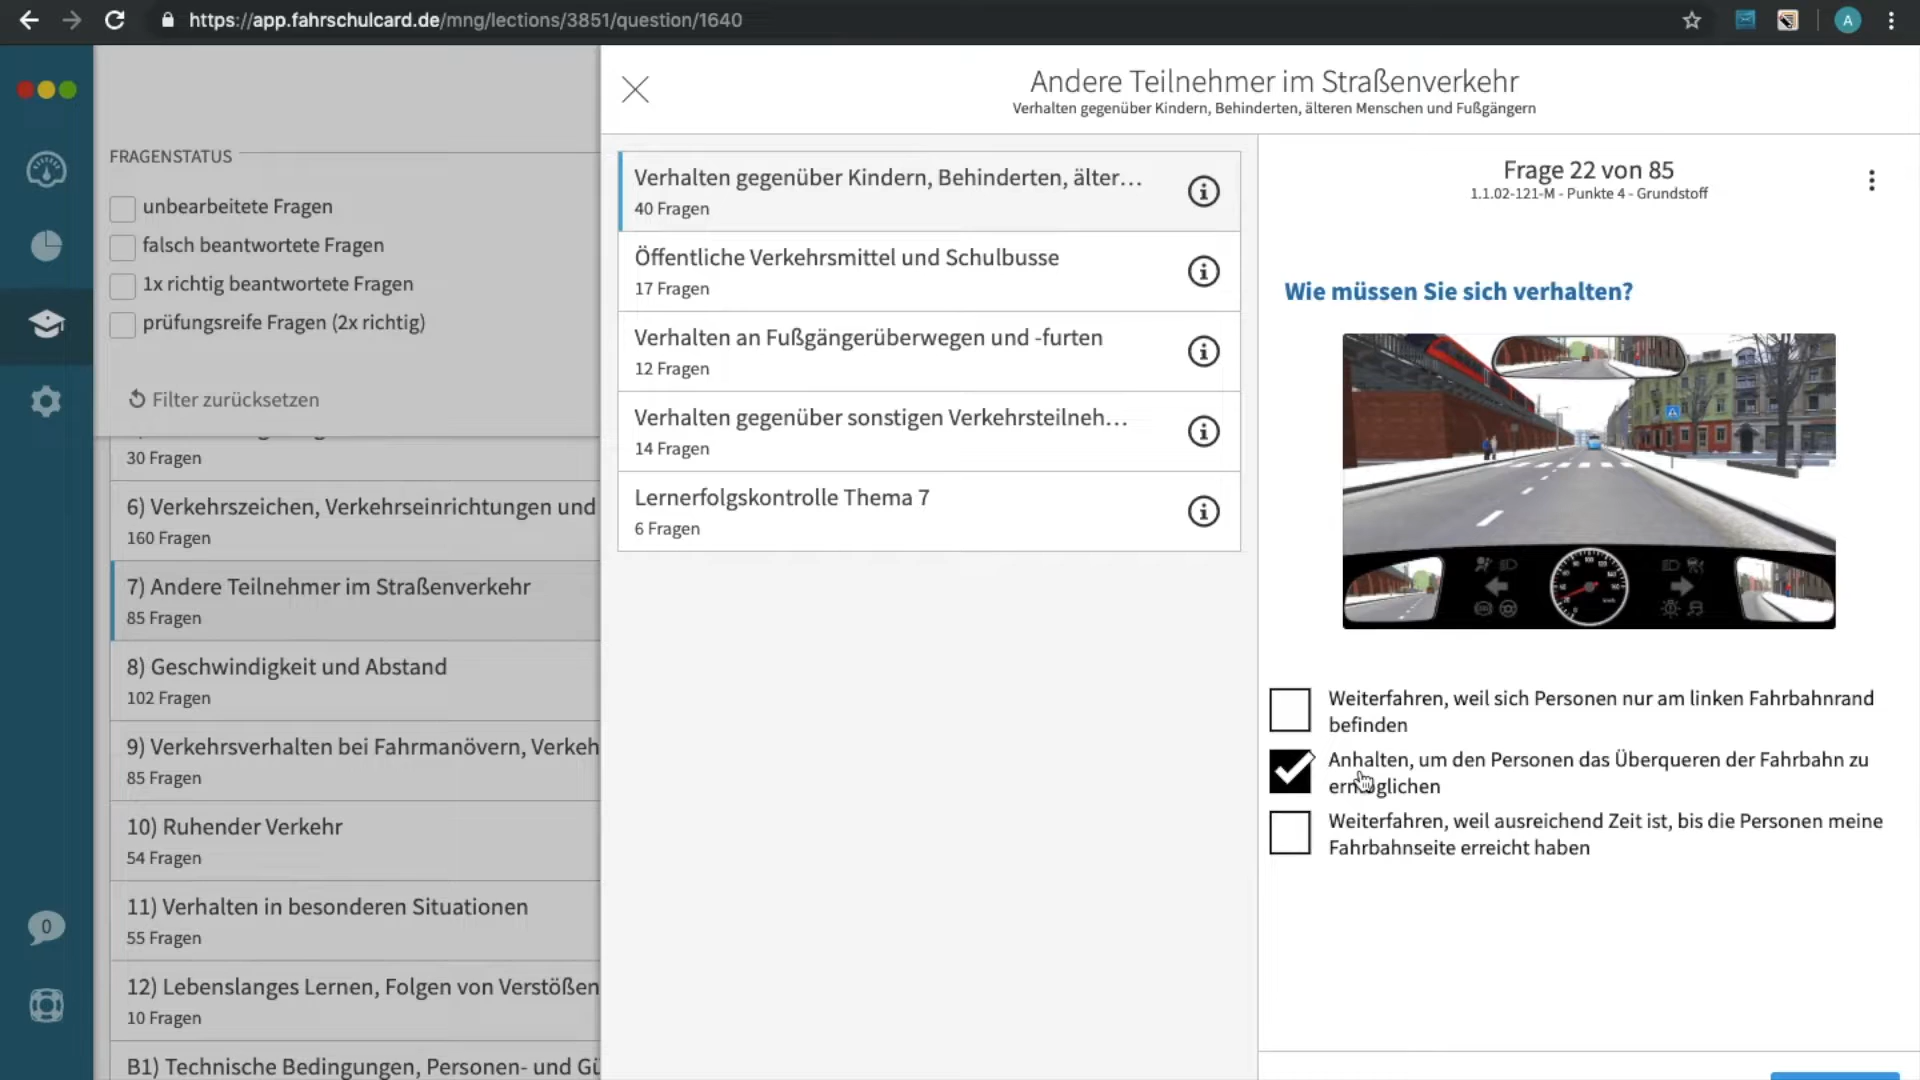 https://app.fahrschulcard.de/mng/lections/3851/question/1640
A
FRAGENSTATUS
unbearbeitete Fragen
falsch beantwortete Fragen
1x richtig beantwortete Fragen
prüfungsreife Fragen (2x richtig)
Filter zurücksetzen
30 Fragen
6) Verkehrszeichen, Verkehrseinrichtungen und
160 Fragen
7) Andere Teilnehmer im Straßenverkehr
85 Fragen
8) Geschwindigkeit und Abstand
102 Fragen
9) Verkehrsverhalten bei Fahrmanövern, Verkeh
85 Fragen
10) Ruhender Verkehr
54 Fragen
11) Verhalten in besonderen Situationen
55 Fragen
12) Lebenslanges Lernen, Folgen von Verstößen
10 Fragen
B1) Technische Bedingungen, Personen- und Gü
0
Andere Teilnehmer im Straßenverkehr
Verhalten gegenüber Kindern, Behinderten, älteren Menschen und Fußgängern
Verhalten gegenüber Kindern, Behinderten, älter...
40 Fragen
Öffentliche Verkehrsmittel und Schulbusse
17 Fragen
Verhalten an Fußgängerüberwegen und -furten
12 Fragen
Verhalten gegenüber sonstigen Verkehrsteilneh...
14 Fragen
Lernerfolgskontrolle Thema 7
6 Fragen
Frage 22 von 85
1.1.02-121-M - Punkte 4 - Grundstoff
Wie müssen Sie sich verhalten?
Weiterfahren, weil sich Personen nur am linken Fahrbahnrand
befinden
Anhalten, um den Personen das Überqueren der Fahrbahn zu
ermöglichen
Weiterfahren, weil ausreichend Zeit ist, bis die Personen meine
Fahrbahnseite erreicht haben